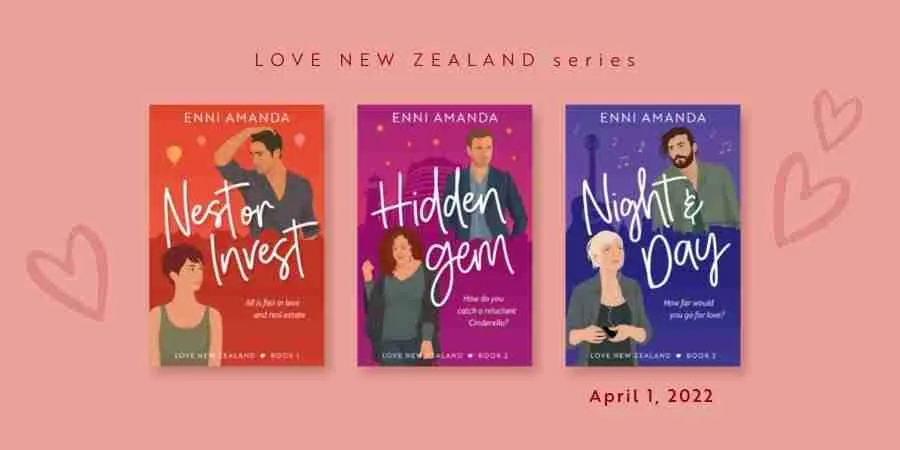 LOVE NEW ZEALAND series
ENNI AMANDA
Nest or
Invest
All is fair in love
and real estate
LOVE NEW ZEALAND ♥ BOOK 1
ENNI AMANDA
Hidden
gem
How do you
catch a reluctant
Cinderella?
LOVE NEW ZEALAND ♥ BOOK 2
ENNI AMANDA
Night &
Day
How far would
you go for love?
LOVE NEW ZEALAND ♥ BOOK 3
April 1, 2022